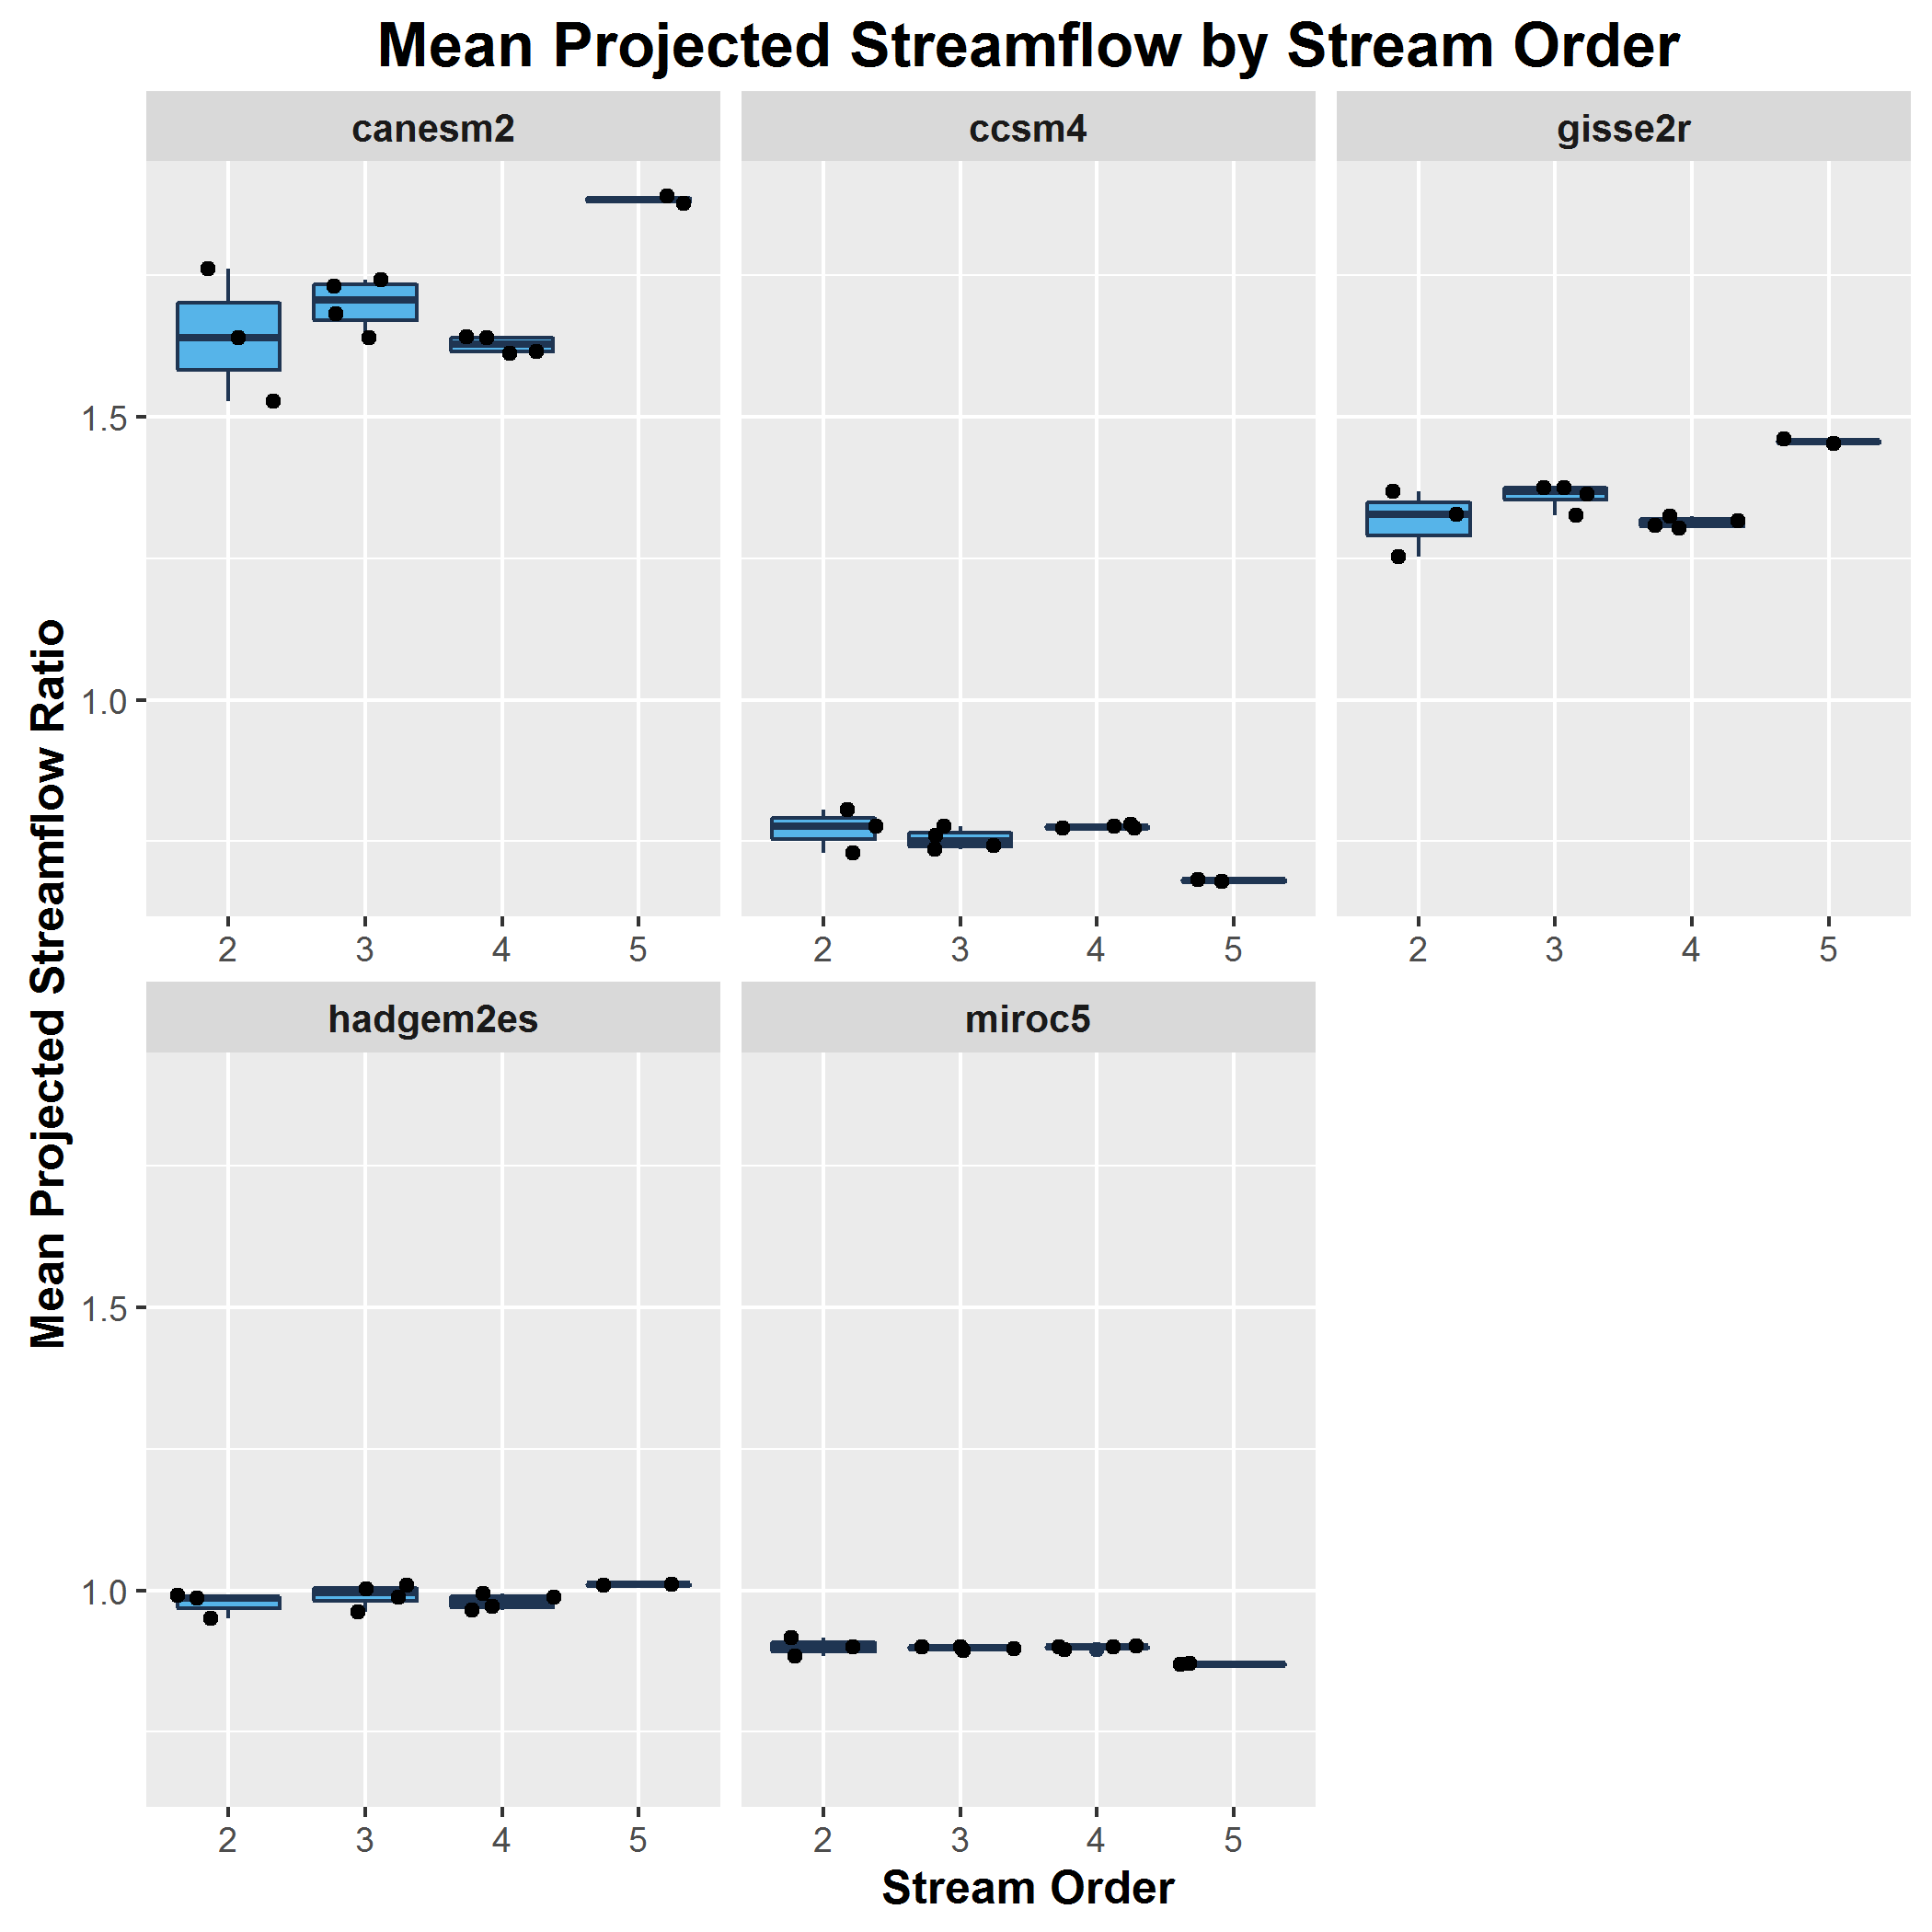 Mean Projected Streamflow by Stream Order
canesm2
ccsm4
gisse2r
Mean Projected Streamflow Ratio
1.5
1.0
2 3 4 5
2 3 4 5
2 3 4 5
hadgem2es
miroc5
1.5
1.0
2 3 4 5
2 3 4 5
Stream Order